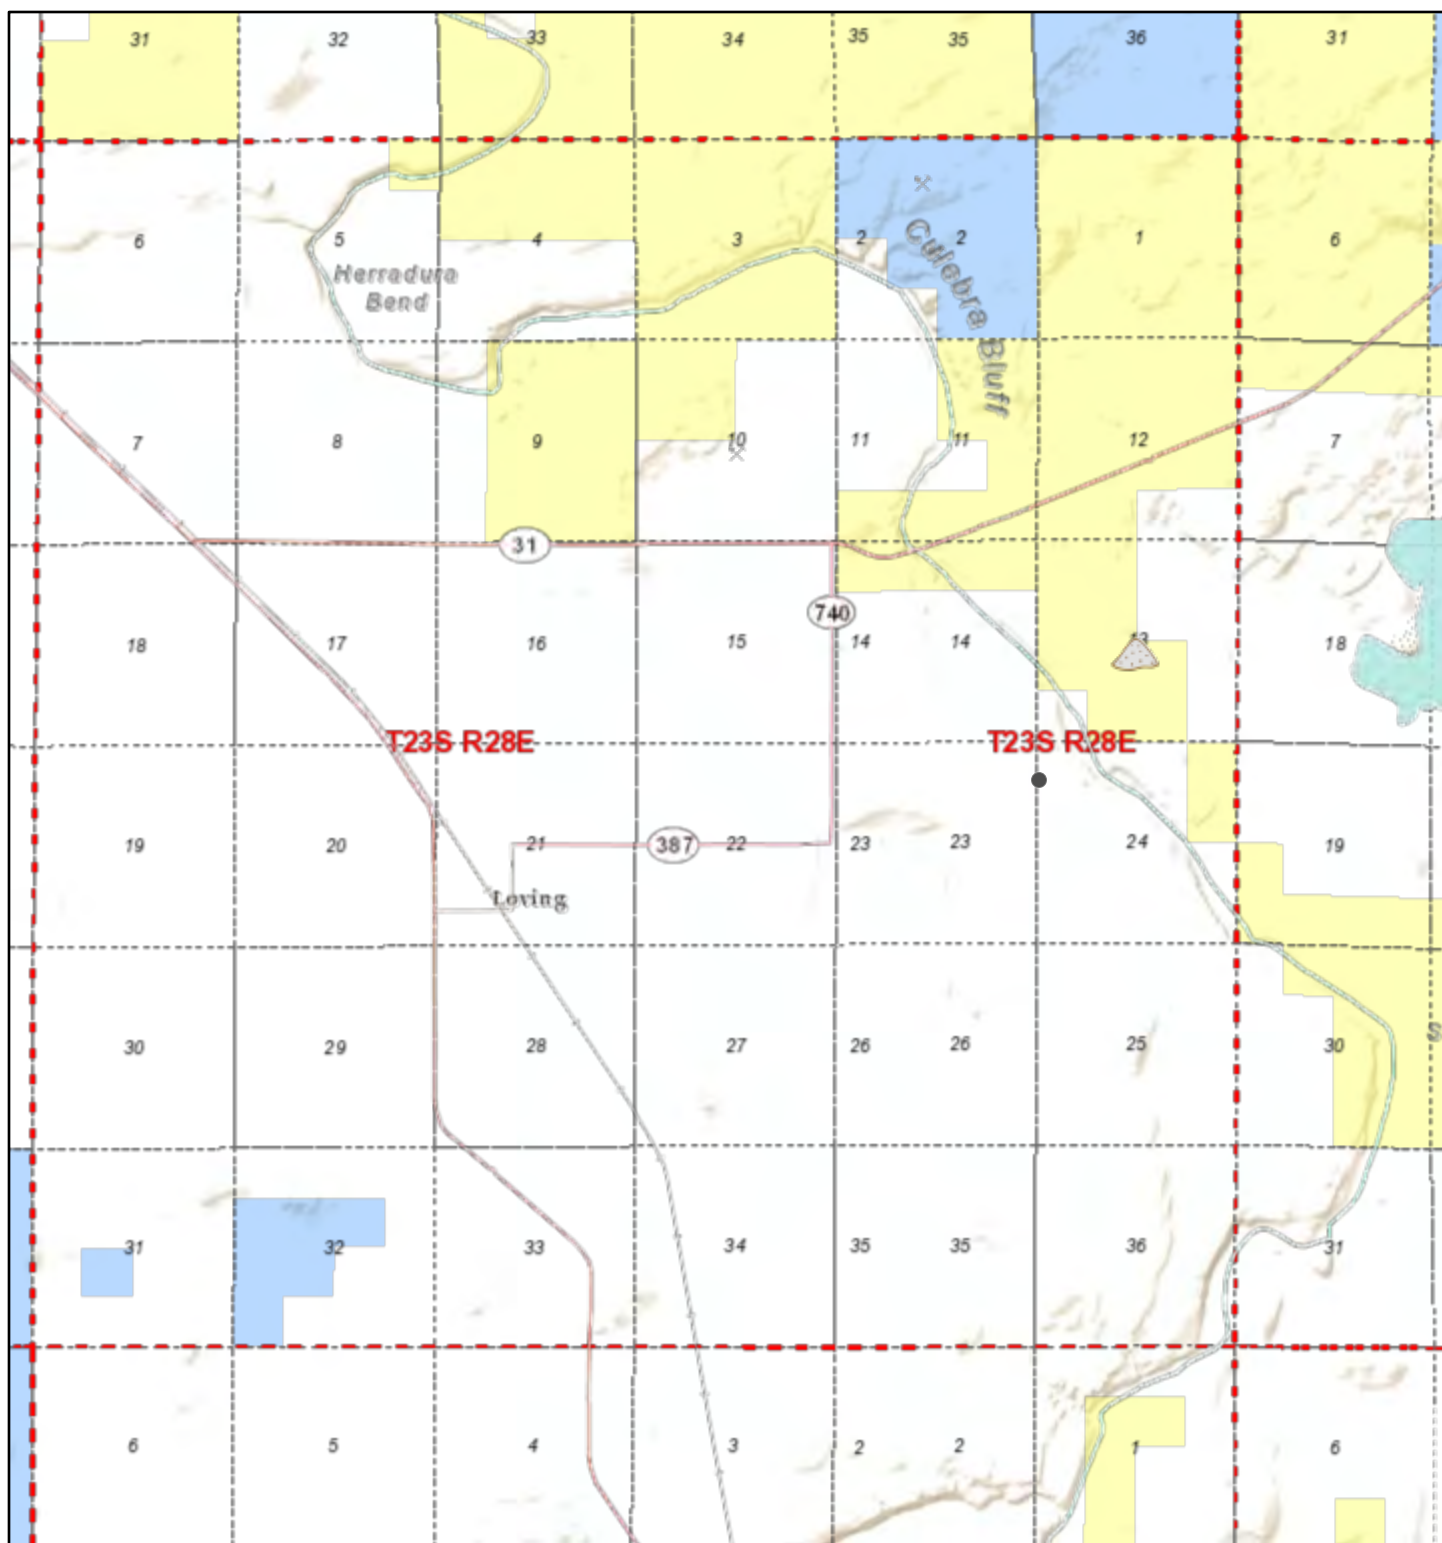 31 32 33 34 35 35 36 31
6 5 4 3 2 2 1 6
Herradura
Bend
Culebra Bluff
7 8 9 10 11 11 12 7
31
740
18 17 16 15 14 14 13 18
T23S R28E T23S R28E
19 20 21 387 22 23 23 24 19
Loving
30 29 28 27 26 26 25 30
S
31 32 33 34 35 35 36 31
6 5 4 3 2 2 1 6